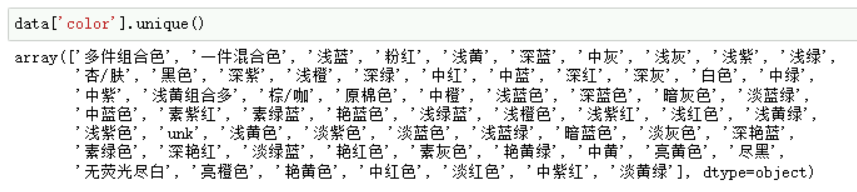 data['color'].unique()
array(['多件组合色', '一件混合色', '浅蓝', '粉红', '浅黄', '深蓝', '中灰', '浅灰', '浅紫', '浅绿',
'杏/肤', '黑色', '深紫', '浅橙', '深绿', '中红', '中蓝', '深红', '深灰', '白色', '中绿',
'中紫', '浅黄组合多', '棕/咖', '原棉色', '中橙', '浅蓝色', '深蓝色', '暗灰色', '淡蓝绿',
'中蓝色', '素紫红', '素绿蓝', '艳蓝色', '浅绿蓝', '浅橙色', '浅紫红', '浅红色', '浅黄绿',
'浅紫色', 'unk', '浅黄色', '淡紫色', '淡蓝色', '浅蓝绿', '暗蓝色', '淡灰色', '深艳蓝',
'素绿色', '深艳红', '淡绿蓝', '艳红色', '素灰色', '艳黄绿', '中黄', '亮黄色', '尽黑',
'无荧光尽白', '亮橙色', '艳黄色', '中红色', '淡红色', '中紫红', '淡黄绿'], dtype=object)